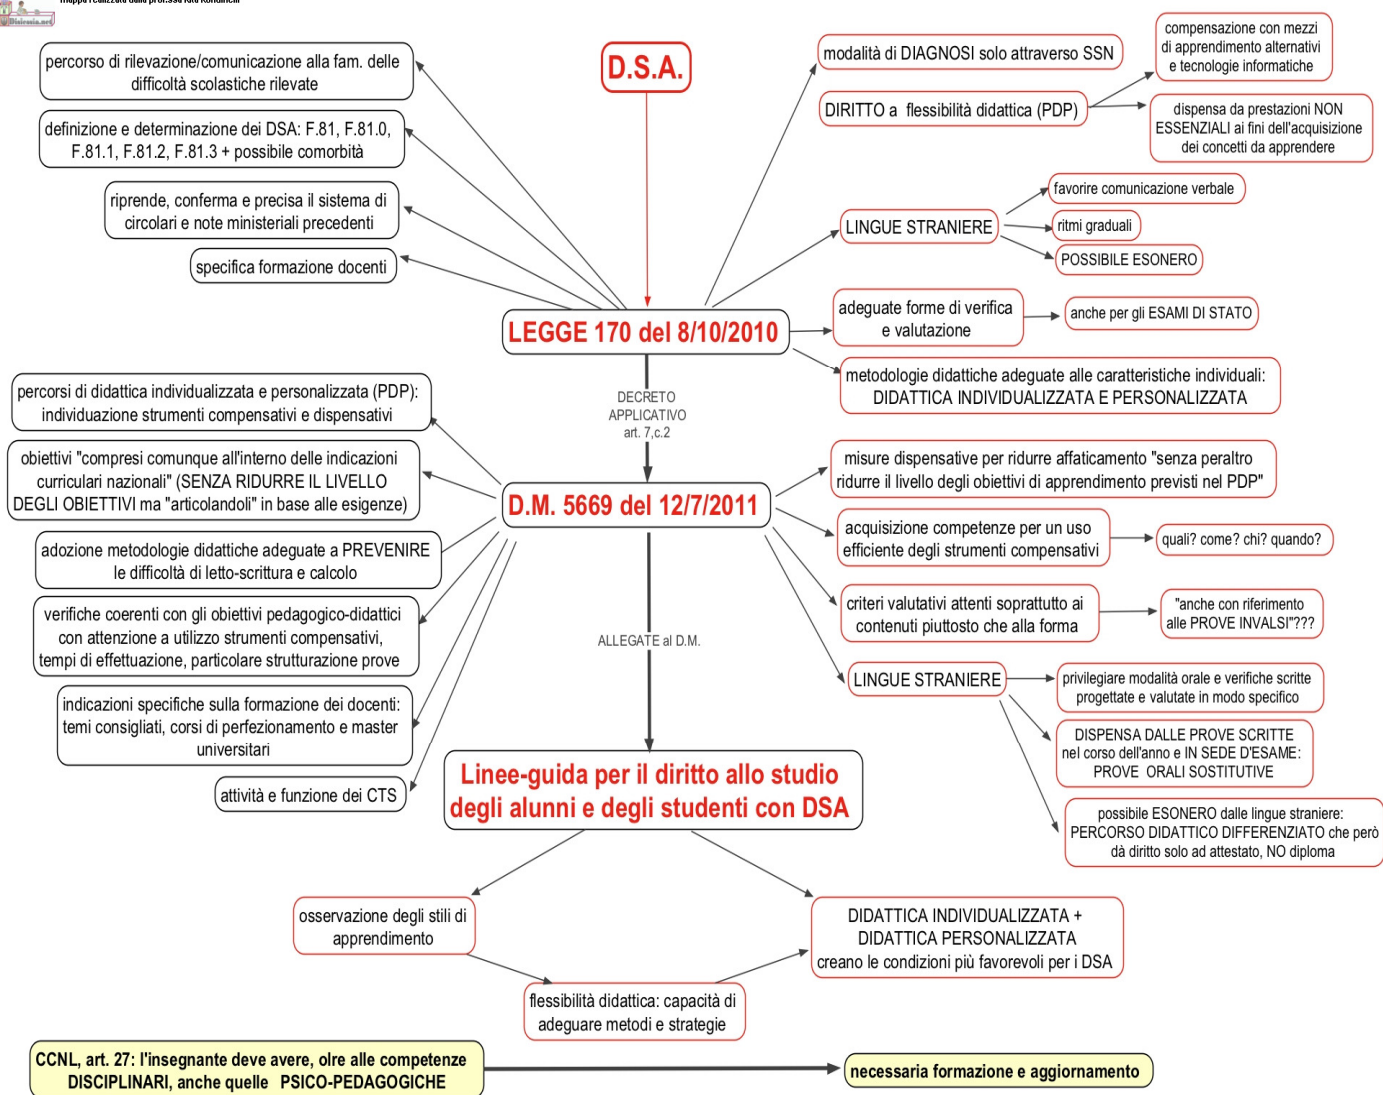 mappa realizzata dalla prof.ssa Rita Rondinelli
Dislessia.net
D.S.A.
percorso di rilevazione/comunicazione alla fam. delle
difficoltà scolastiche rilevate
definizione e determinazione dei DSA: F.81, F.81.0,
F.81.1, F.81.2, F.81.3 + possibile comorbità
riprende, conferma e precisa il sistema di
circolari e note ministeriali precedenti
specifica formazione docenti
modalità di DIAGNOSI solo attraverso SSN
DIRITTO a flessibilità didattica (PDP)
compensazione con mezzi
di apprendimento alternativi
e tecnologie informatiche
dispensa da prestazioni NON
ESSENZIALI ai fini dell'acquisizione
dei concetti da apprendere
LINGUE STRANIERE
favorire comunicazione verbale
ritmi graduali
POSSIBILE ESONERO
LEGGE 170 del 8/10/2010
adeguate forme di verifica
e valutazione
anche per gli ESAMI DI STATO
metodologie didattiche adeguate alle caratteristiche individuali:
DIDATTICA INDIVIDUALIZZATA E PERSONALIZZATA
DECRETO
APPLICATIVO
art. 7,c.2
percorsi di didattica individualizzata e personalizzata (PDP):
individuazione strumenti compensativi e dispensativi
obiettivi "compresi comunque all'interno delle indicazioni
curriculari nazionali" (SENZA RIDURRE IL LIVELLO
DEGLI OBIETTIVI ma "articolandoli" in base alle esigenze)
adozione metodologie didattiche adeguate a PREVENIRE
le difficoltà di letto-scrittura e calcolo
verifiche coerenti con gli obiettivi pedagogico-didattici
con attenzione a utilizzo strumenti compensativi,
tempi di effettuazione, particolare strutturazione prove
indicazioni specifiche sulla formazione dei docenti:
temi consigliati, corsi di perfezionamento e master
universitari
attività e funzione dei CTS
D.M. 5669 del 12/7/2011
misure dispensative per ridurre affaticamento "senza peraltro
ridurre il livello degli obiettivi di apprendimento previsti nel PDP"
acquisizione competenze per un uso
efficiente degli strumenti compensativi
quali? come? chi? quando?
criteri valutativi attenti soprattutto ai
contenuti piuttosto che alla forma
"anche con riferimento
alle PROVE INVALSI"???
LINGUE STRANIERE
privilegiare modalità orale e verifiche scritte
progettate e valutate in modo specifico
DISPENSA DALLE PROVE SCRITTE
nel corso dell'anno e IN SEDE D'ESAME:
PROVE ORALI SOSTITUTIVE
possibile ESONERO dalle lingue straniere:
PERCORSO DIDATTICO DIFFERENZIATO che però
dà diritto solo ad attestato, NO diploma
ALLEGATE al D.M.
Linee-guida per il diritto allo studio
degli alunni e degli studenti con DSA
osservazione degli stili di
apprendimento
flessibilità didattica: capacità di
adeguare metodi e strategie
DIDATTICA INDIVIDUALIZZATA +
DIDATTICA PERSONALIZZATA
creano le condizioni più favorevoli per i DSA
CCNL, art. 27: l'insegnante deve avere, olre alle competenze
DISCIPLINARI, anche quelle PSICO-PEDAGOGICHE
necessaria formazione e aggiornamento